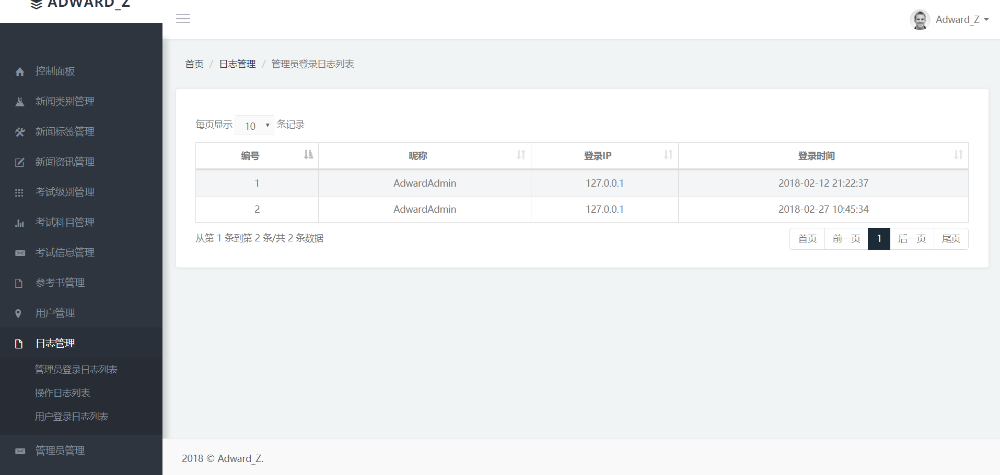 ADWARD_Z
Adward_Z
控制面板
新闻类别管理
新闻标签管理
新闻资讯管理
考试级别管理
考试科目管理
考试信息管理
参考书管理
用户管理
日志管理
管理员登录日志列表
操作日志列表
用户登录日志列表
管理员管理
首页 / 日志管理 / 管理员登录日志列表
每页显示 10 条记录
编号 昵称 登录IP 登录时间
1 AdwardAdmin 127.0.0.1 2018-02-12 21:22:37
2 AdwardAdmin 127.0.0.1 2018-02-27 10:45:34
从第 1 条到第 2 条/共 2 条数据
首页 前一页 1 后一页 尾页
2018 © Adward_Z.